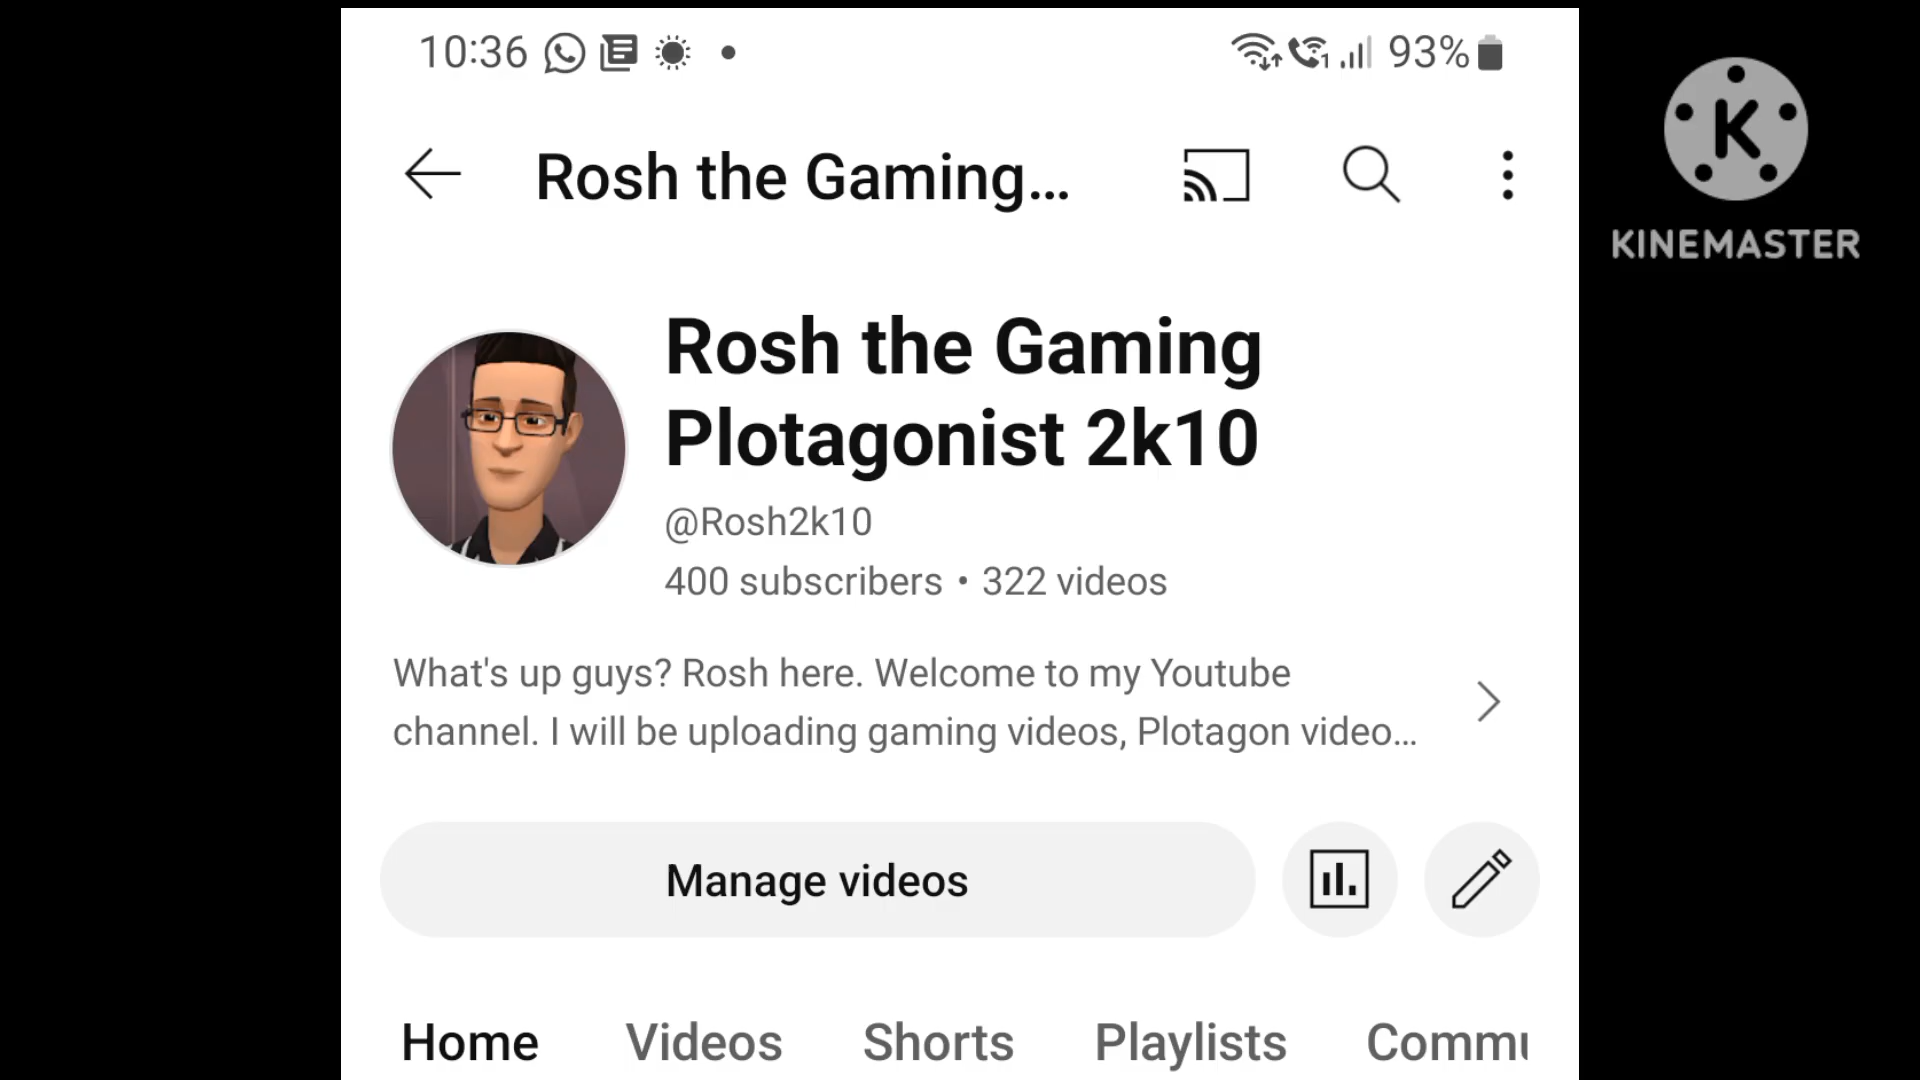 10:36
93%
Rosh the Gaming...
K
KINEMASTER
Rosh the Gaming
Plotagonist 2k10
@Rosh2k10
400 subscribers • 322 videos
What's up guys? Rosh here. Welcome to my Youtube
channel. I will be uploading gaming videos, Plotagon video...
Manage videos
Home Videos Shorts Playlists Commu